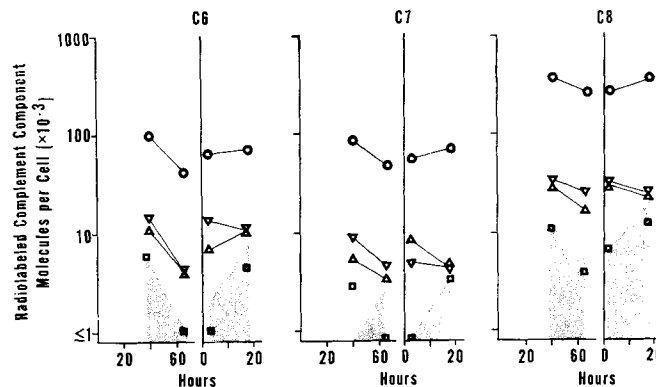 C6
C7
C8
Radiolabeled Complement Component
Molecules per Cell (×10⁻³)
1000
100
10
≤1
20 60 0 20
20 60 0 20
20 60 0 20
Hours
Hours
Hours